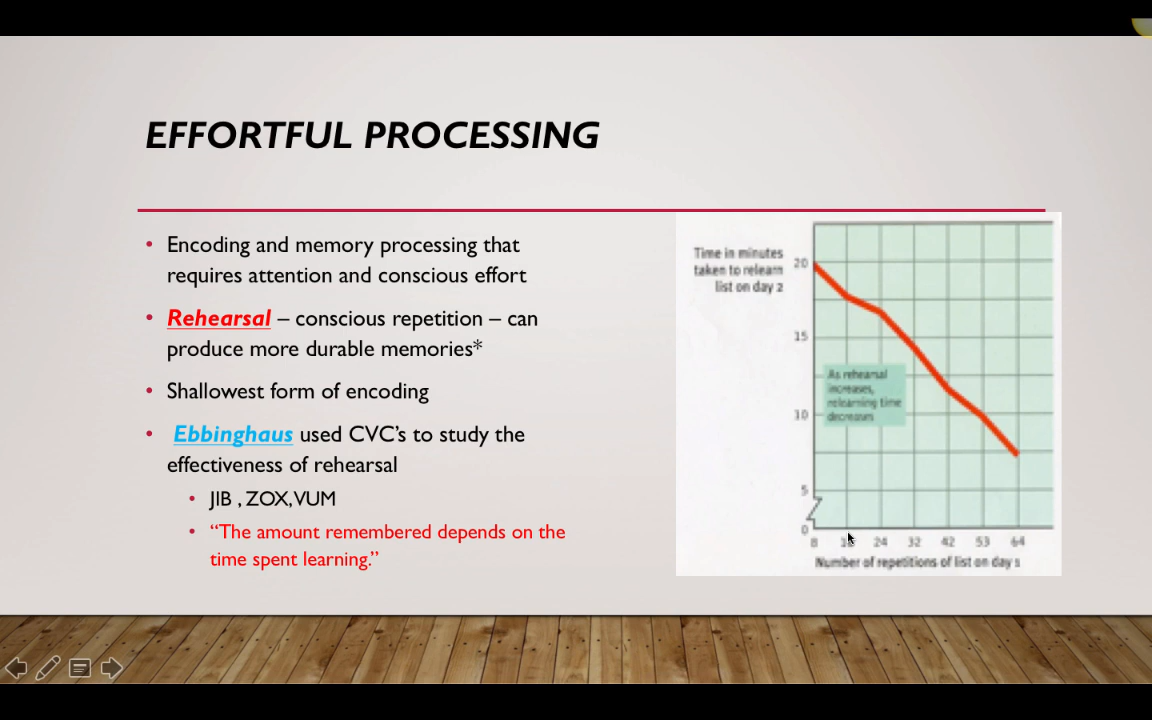 EFFORTFUL PROCESSING
• Encoding and memory processing that
requires attention and conscious effort
• Rehearsal – conscious repetition – can
produce more durable memories*
• Shallowest form of encoding
• Ebbinghaus used CVC’s to study the
effectiveness of rehearsal
• JIB , ZOX, VUM
• “The amount remembered depends on the
time spent learning.”
Time in minutes
taken to relearn
list on day 2
20
15
10
5
0
As rehearsal
increases,
relearning time
decreases
8 24 32 42 53 64
Number of repetitions of list on day 1